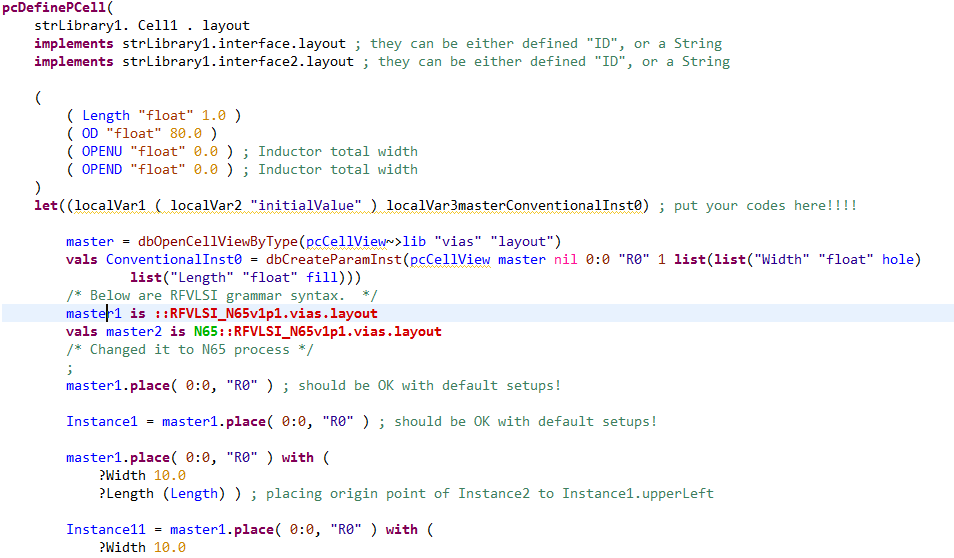 pcDefinePCell(
strLibrary1. Cell1 . layout
implements strLibrary1.interface.layout ; they can be either defined "ID", or a String
implements strLibrary1.interface2.layout ; they can be either defined "ID", or a String
(
( Length "float" 1.0 )
( OD "float" 80.0 )
( OPENU "float" 0.0 ) ; Inductor total width
( OPEND "float" 0.0 ) ; Inductor total width
)
let((localVar1 ( localVar2 "initialValue" ) localVar3masterConventionalInst0) ; put your codes here!!!!
master = dbOpenCellViewByType(pcCellView~>lib "vias" "layout")
vals ConventionalInst0 = dbCreateParamInst(pcCellView master nil 0:0 "R0" 1 list(list("Width" "float" hole)
list("Length" "float" fill)))
/* Below are RFVLSI grammar syntax.  */
master1 is ::RFVLSI_N65v1p1.vias.layout
vals master2 is N65::RFVLSI_N65v1p1.vias.layout
/* Changed it to N65 process */
;
master1.place( 0:0, "R0" ) ; should be OK with default setups!
Instance1 = master1.place( 0:0, "R0" ) ; should be OK with default setups!
master1.place( 0:0, "R0" ) with (
?Width 10.0
?Length (Length) ) ; placing origin point of Instance2 to Instance1.upperLeft
Instance11 = master1.place( 0:0, "R0" ) with (
?Width 10.0